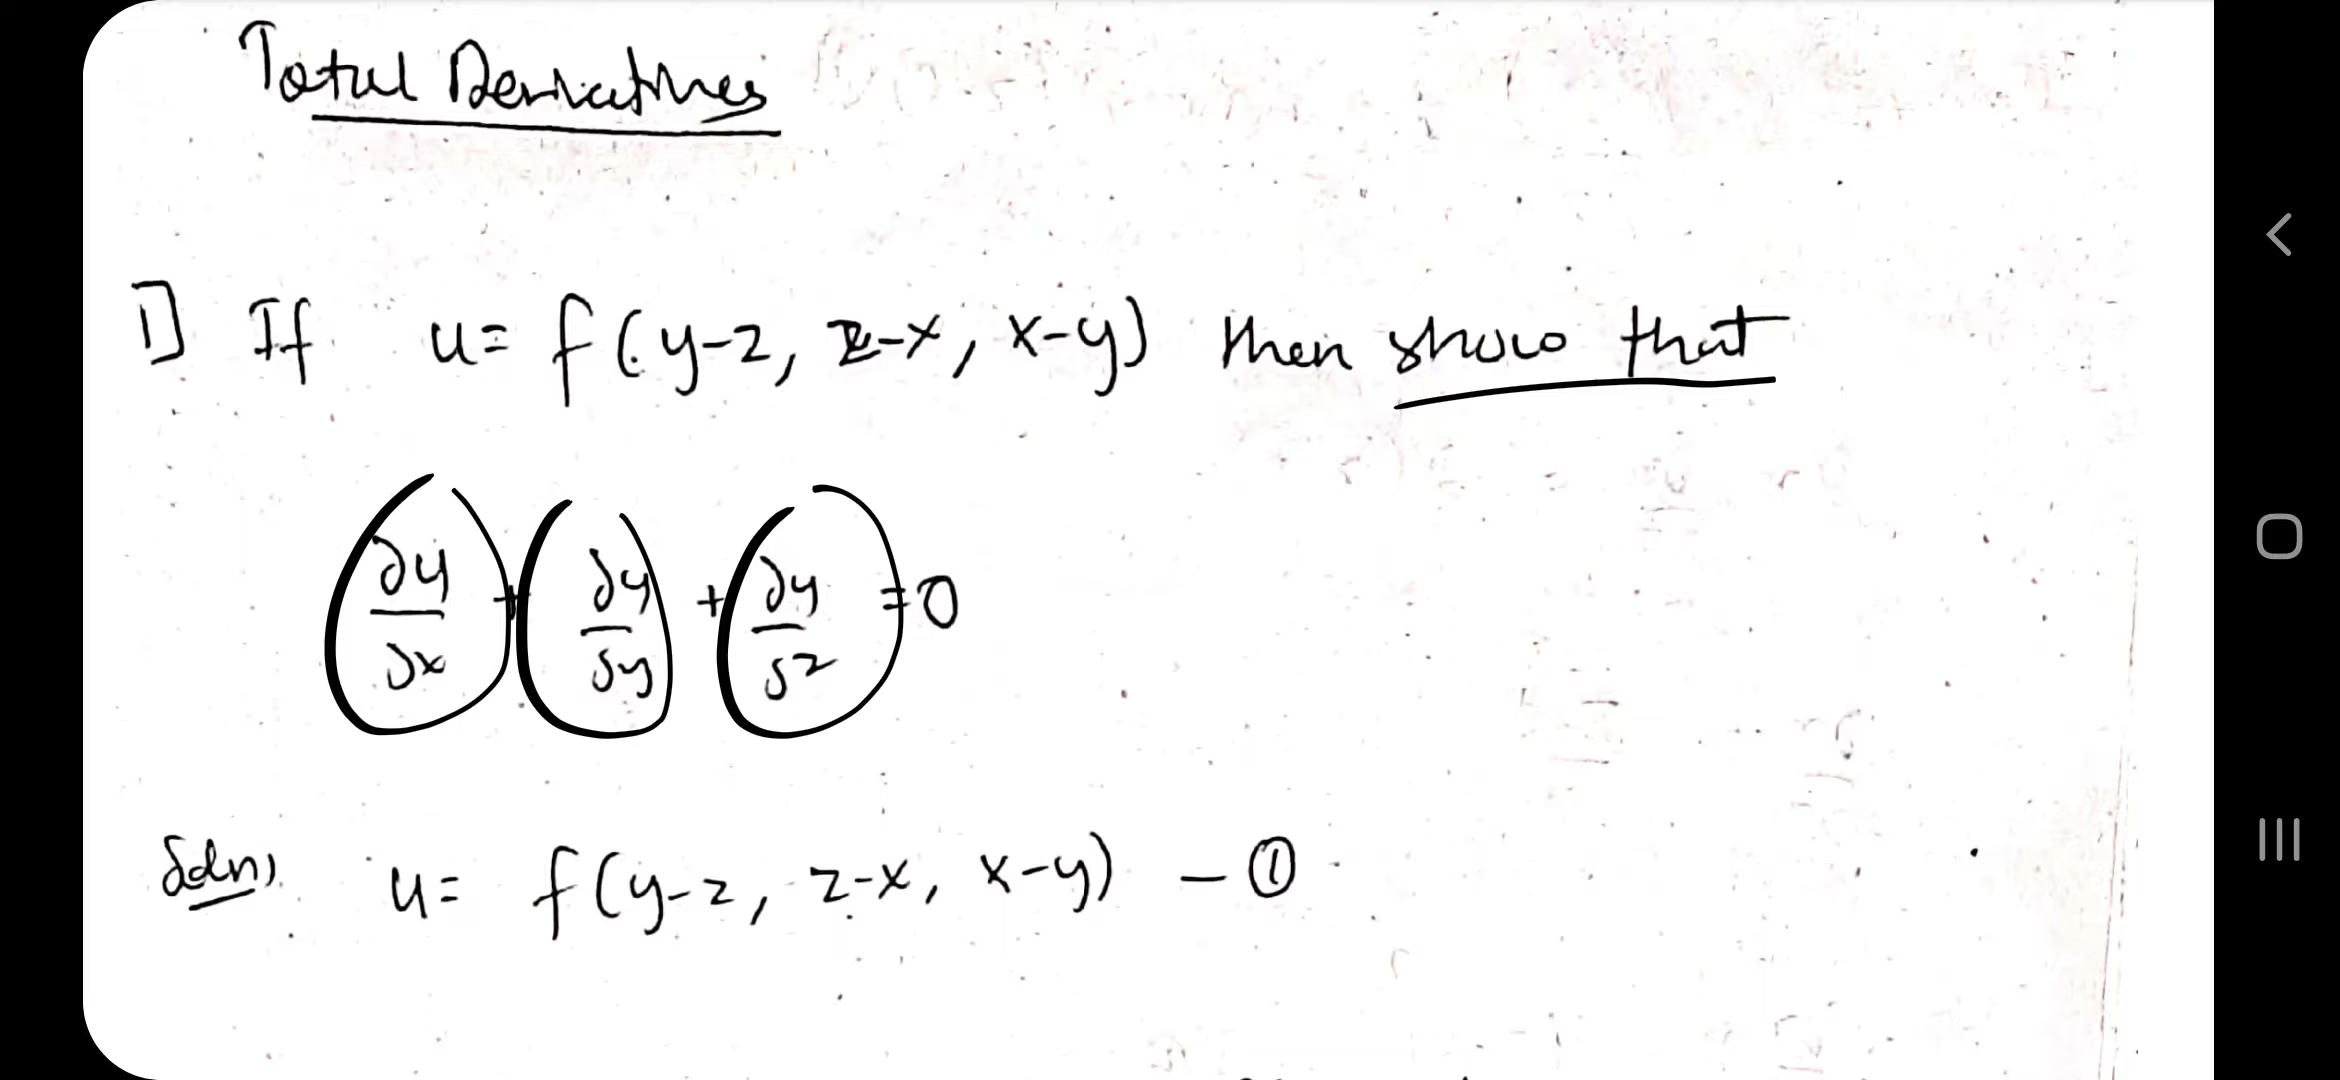 Total Derivatives
1] If u = f(y-z, z-x, x-y) then show that
∂u/∂x + ∂u/∂y + ∂u/∂z = 0
Soln) u = f(y-z, z-x, x-y) — ①